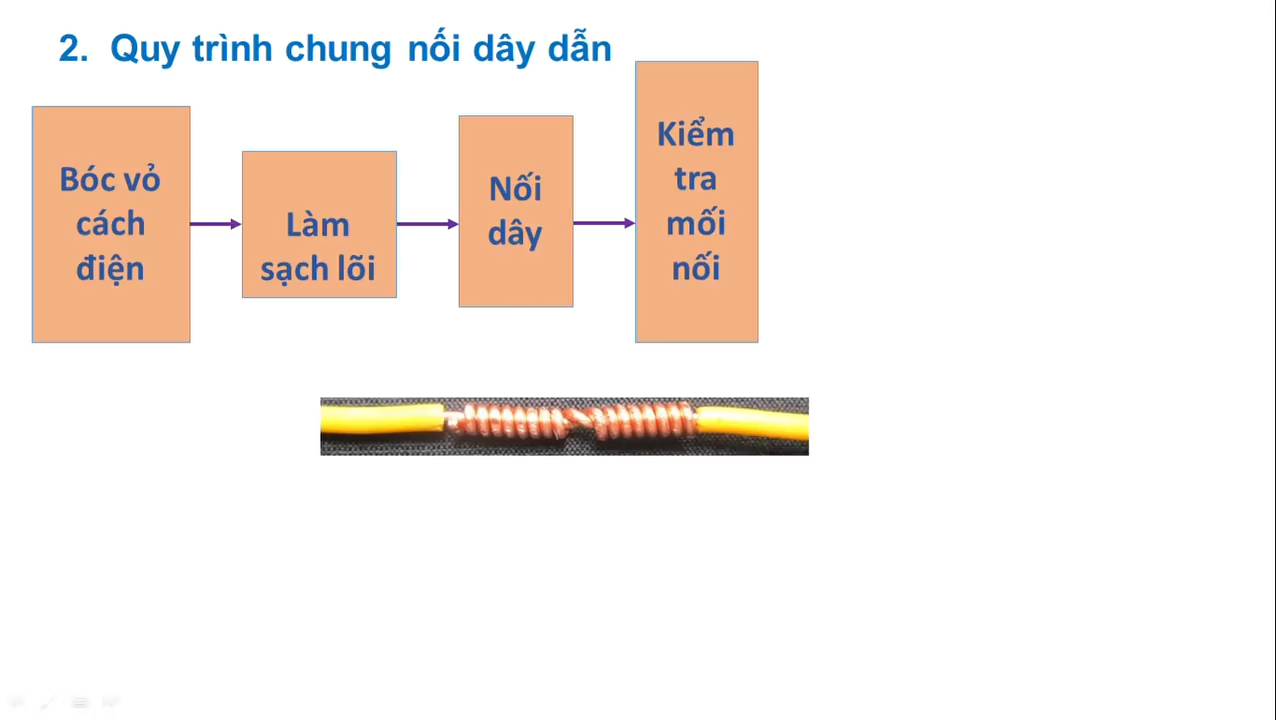 2. Quy trình chung nối dây dẫn
Bóc vỏ
cách
điện
Làm
sạch lõi
Nối
dây
Kiểm
tra
mối
nối